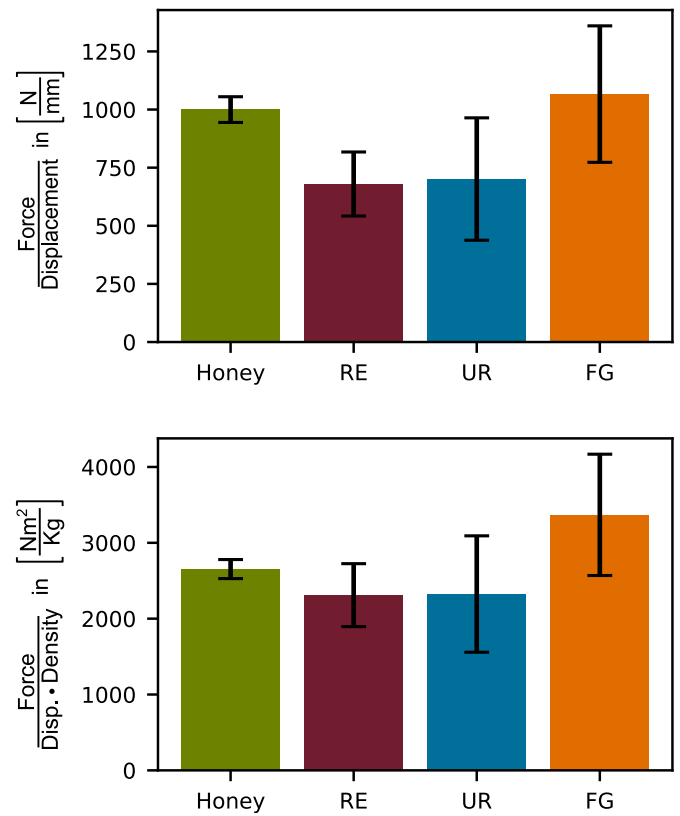 1250
1000
750
500
250
0
Force
Displacement
in [N/mm]
Honey RE UR FG
4000
3000
2000
1000
0
Force
Disp. • Density
in [Nm²/Kg]
Honey RE UR FG